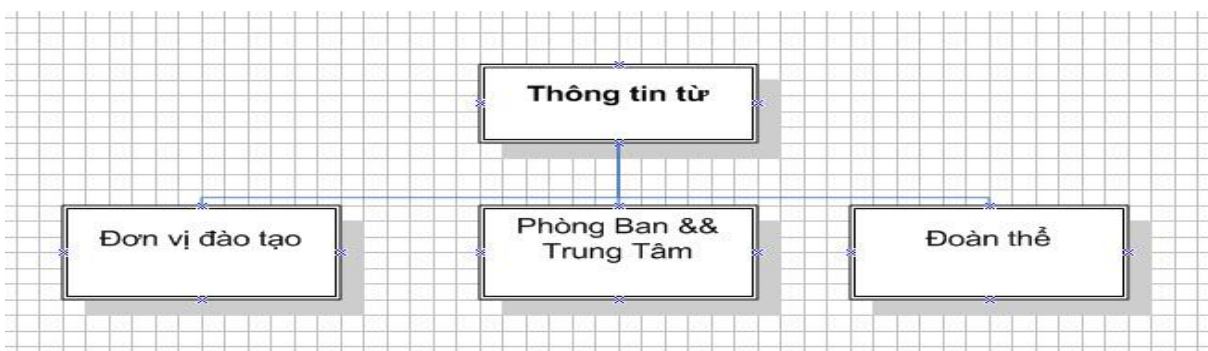 Thông tin từ
Đơn vị đào tạo
Phòng Ban &&
Trung Tâm
Đoàn thể